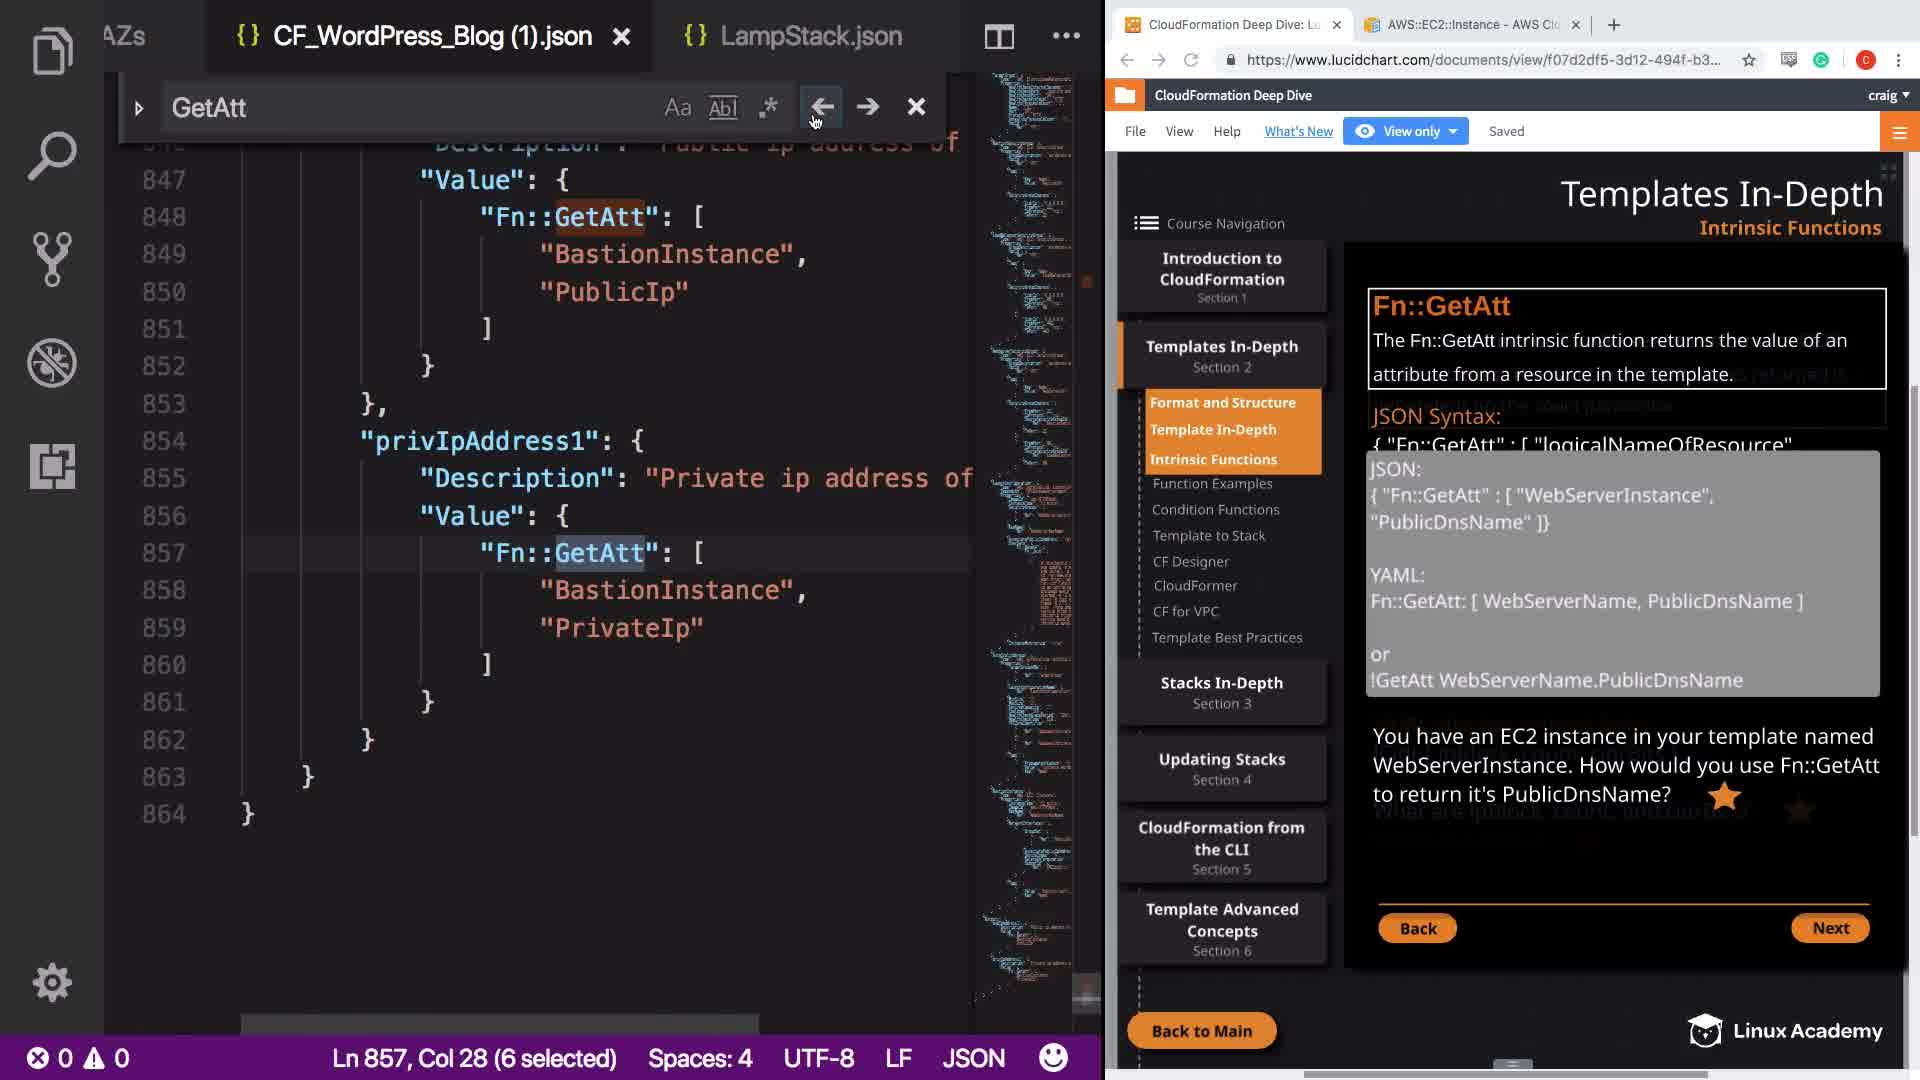 AZs
{} CF_WordPress_Blog (1).json
{} LampStack.json
GetAtt
Aa
Abl
.*
"Description": "Public ip address of
847 "Value": {
848 "Fn::GetAtt": [
849 "BastionInstance",
850 "PublicIp"
851 ]
852 }
853 },
854 "privIpAddress1": {
855 "Description": "Private ip address of
856 "Value": {
857 "Fn::GetAtt": [
858 "BastionInstance",
859 "PrivateIp"
860 ]
861 }
862 }
863 }
864 }
0 0
Ln 857, Col 28 (6 selected)
Spaces: 4
UTF-8
LF
JSON
CloudFormation Deep Dive: Lu
AWS::EC2::Instance - AWS Clo
https://www.lucidchart.com/documents/view/f07d2df5-3d12-494f-b3...
C
CloudFormation Deep Dive
craig
File View Help What's New View only Saved
Templates In-Depth
Intrinsic Functions
Course Navigation
Introduction to
CloudFormation
Section 1
Templates In-Depth
Section 2
Format and Structure
Template In-Depth
Intrinsic Functions
Function Examples
Condition Functions
Template to Stack
CF Designer
CloudFormer
CF for VPC
Template Best Practices
Stacks In-Depth
Section 3
Updating Stacks
Section 4
CloudFormation from
the CLI
Section 5
Template Advanced
Concepts
Section 6
Back to Main
Fn::GetAtt
The Fn::GetAtt intrinsic function returns the value of an
attribute from a resource in the template.
JSON Syntax:
{ "Fn::GetAtt" : [ "logicalNameOfResource"
JSON:
{ "Fn::GetAtt" : [ "WebServerInstance",
"PublicDnsName" ]}
YAML:
Fn::GetAtt: [ WebServerName, PublicDnsName ]
or
!GetAtt WebServerName.PublicDnsName
You have an EC2 instance in your template named
WebServerInstance. How would you use Fn::GetAtt
to return it's PublicDnsName?
Back
Next
Linux Academy